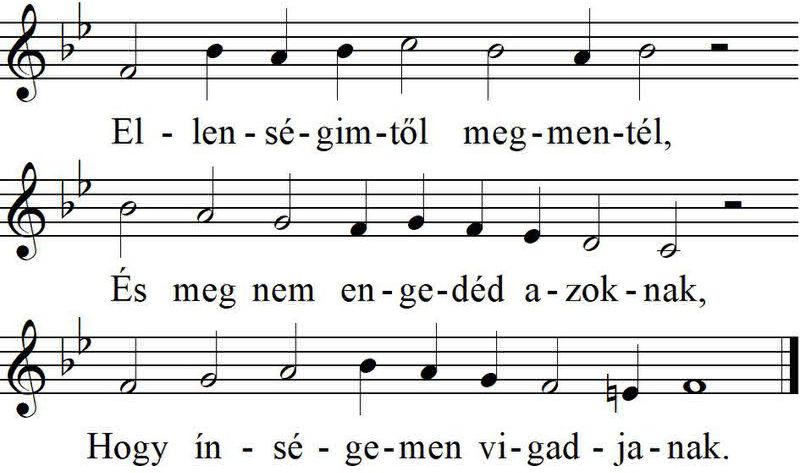 El - len - sé - gim - től meg - men - tél,
És meg nem en - ge - déd a - zok - nak,
Hogy ín - sé - ge - men vi - gad - ja - nak.